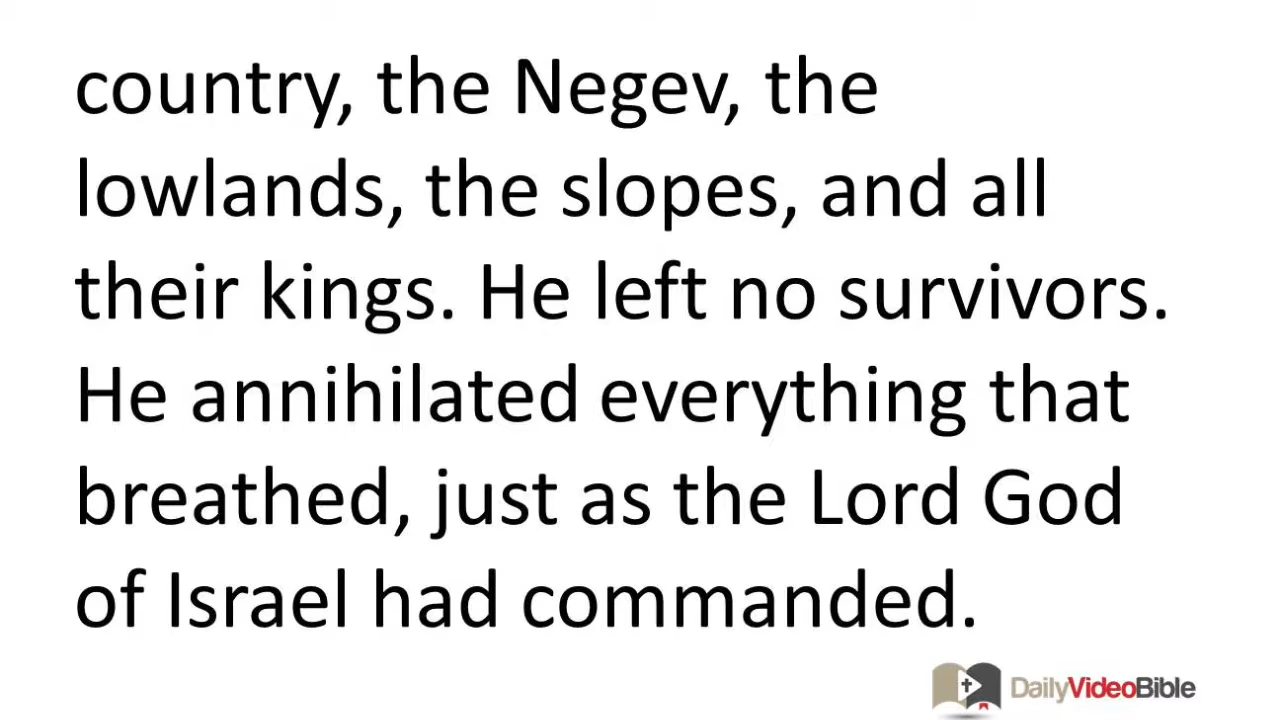 country, the Negev, the
lowlands, the slopes, and all
their kings. He left no survivors.
He annihilated everything that
breathed, just as the Lord God
of Israel had commanded.
DailyVideoBible